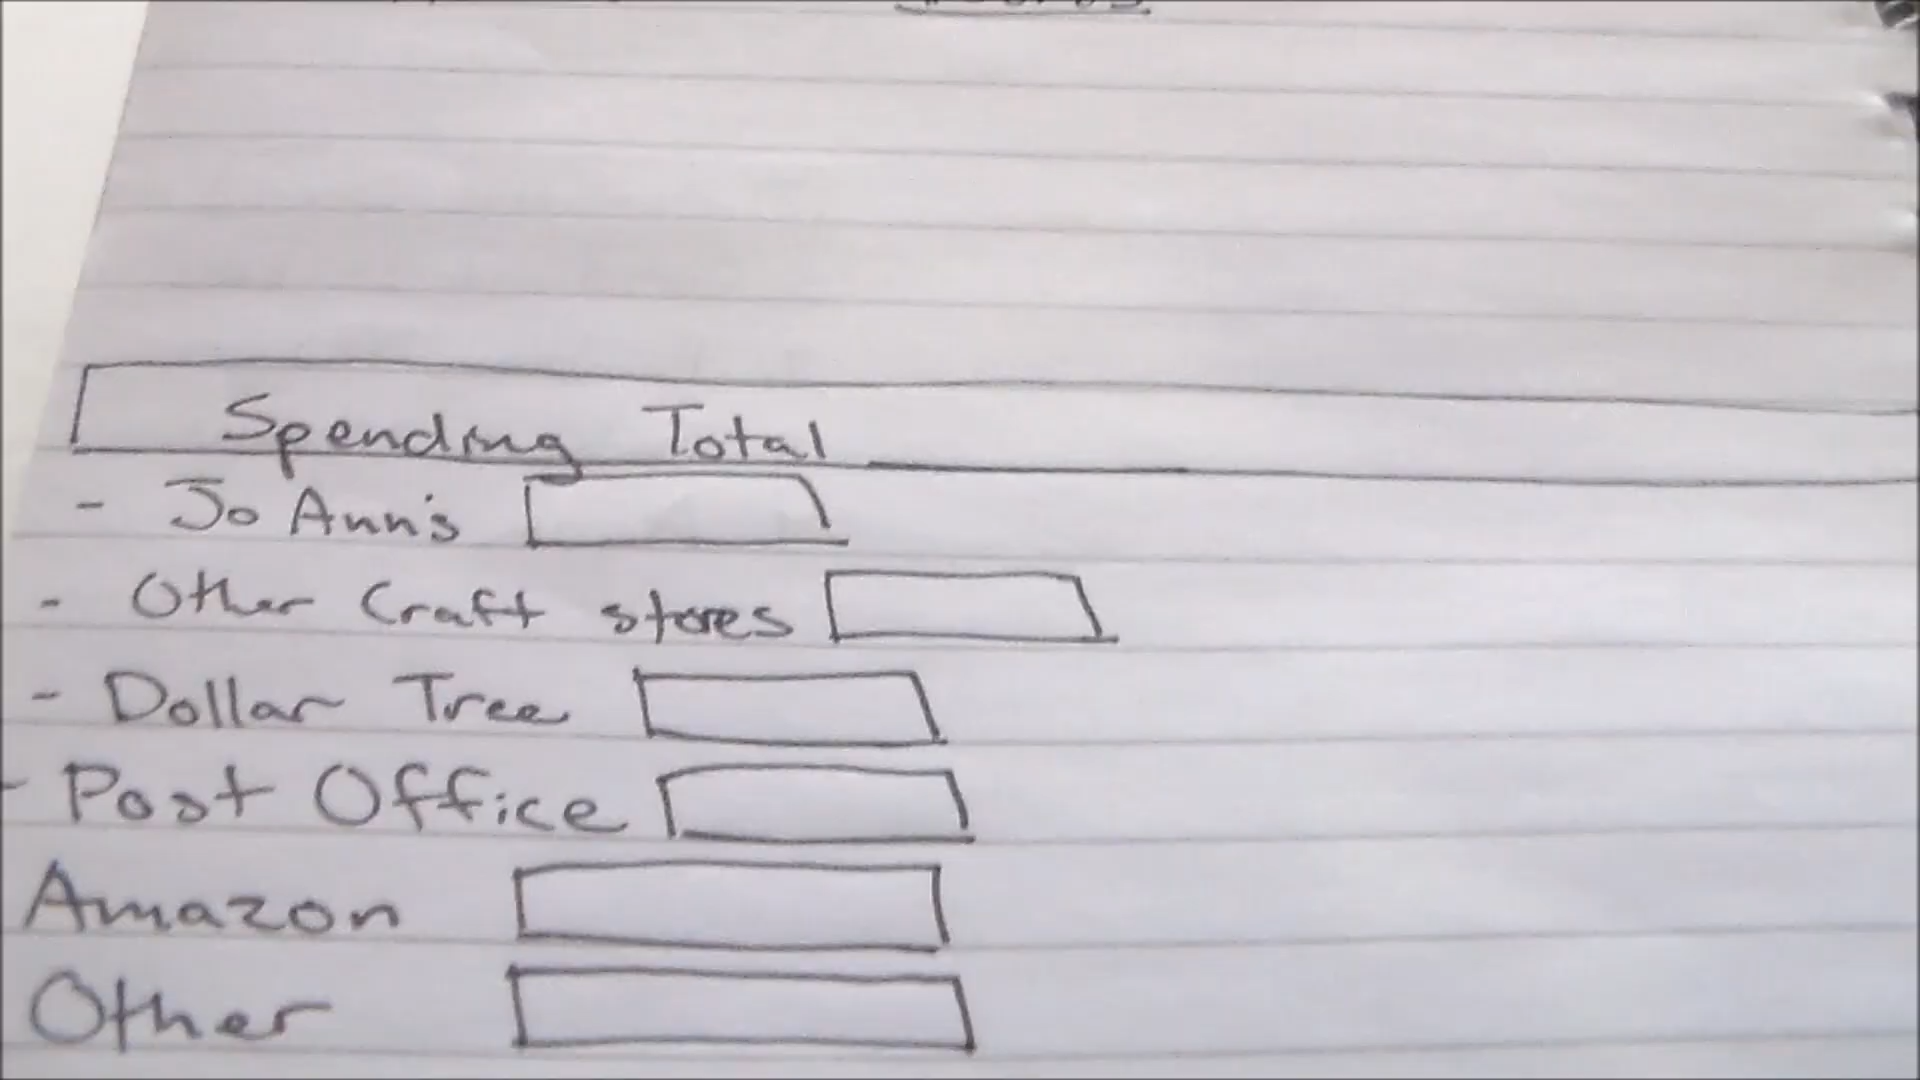 Spending Total
- Jo Ann's
- Other Craft stores
- Dollar Tree
- Post Office
Amazon
Other